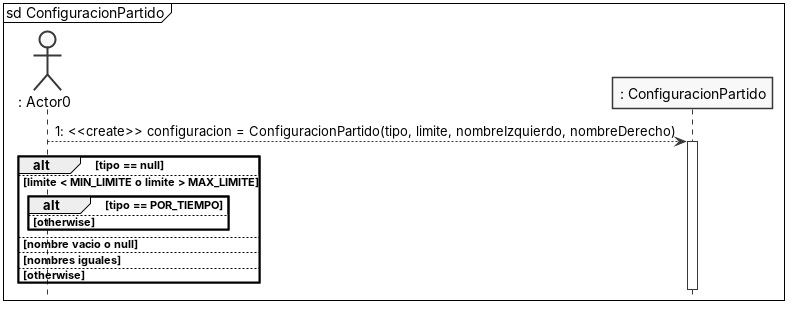 sd ConfiguracionPartido
: Actor0
: ConfiguracionPartido
1: <<create>> configuracion = ConfiguracionPartido(tipo, limite, nombreIzquierdo, nombreDerecho)
alt [tipo == null]
[limite < MIN_LIMITE o limite > MAX_LIMITE]
alt [tipo == POR_TIEMPO]
[otherwise]
[nombre vacio o null]
[nombres iguales]
[otherwise]